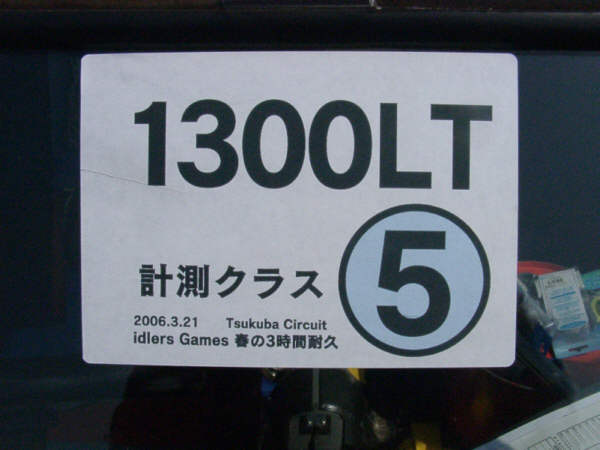 1300LT
計測クラス
5
2006.3.21 Tsukuba Circuit
idlers Games 春の3時間耐久